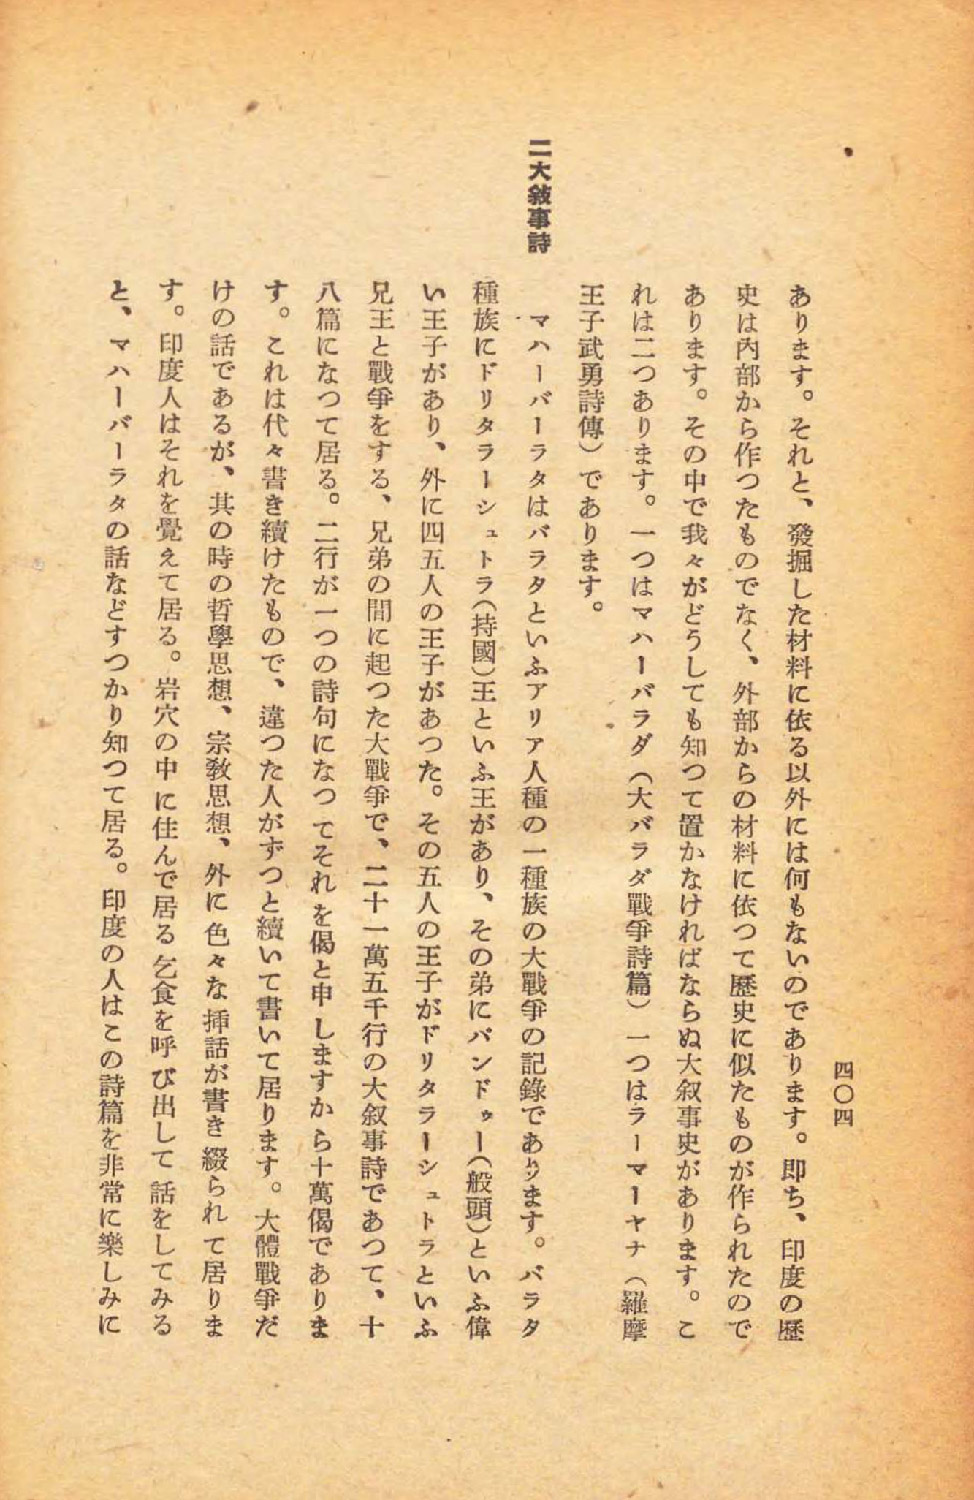 四〇四
あります。それと、發掘した材料に依る以外には何もないのであります。即ち、印度の歷
史は內部から作つたものでなく、外部からの材料に依つて歷史に似たものが作られたので
あります。その中で我々がどうしても知つて置かなければならぬ大叙事史があります。こ
れは二つあります。一つはマハーバラダ（大バラダ戰爭詩篇）一つはラーマーヤナ（羅摩
王子武勇詩傳）であります。
二大敍事詩
マハーバーラタはバラタといふアリア人種の一種族の大戰爭の記錄であります。バラタ
種族にドリタラーシュトラ（持國）王といふ王があり、その弟にバンドゥー（般頭）といふ偉
い王子があり、外に四五人の王子があつた。その五人の王子がドリタラーシュトラといふ
兄王と戰爭をする、兄弟の間に起つた大戰爭で、二十一萬五千行の大叙事詩であつて、十
八篇になつて居る。二行が一つの詩句になつてそれを偈と申しますから十萬偈でありま
す。これは代々書き續けたもので、違つた人がずつと續いて書いて居ります。大體戰爭だ
けの話であるが、其の時の哲學思想、宗敎思想、外に色々な挿話が書き綴られて居りま
す。印度人はそれを覺えて居る。岩穴の中に住んで居る乞食を呼び出して話をしてみる
と、マハーバーラタの話などすつかり知つて居る。印度の人はこの詩篇を非常に樂しみに